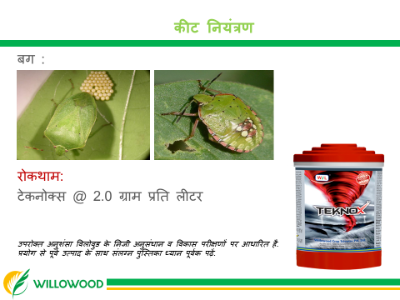 कीट नियंत्रण
बग :
रोकथाम:
टेकनोक्स @ 2.0 ग्राम प्रति लीटर
TEKNOX
उपरोक्त अनुशंसा विलोवुड के निजी अनुसंधान व विकास परीक्षणों पर आधारित है.
प्रयोग से पूर्व उत्पाद के साथ संलग्न पुस्तिका ध्यान पूर्वक पढ़े.
WILLOWOOD